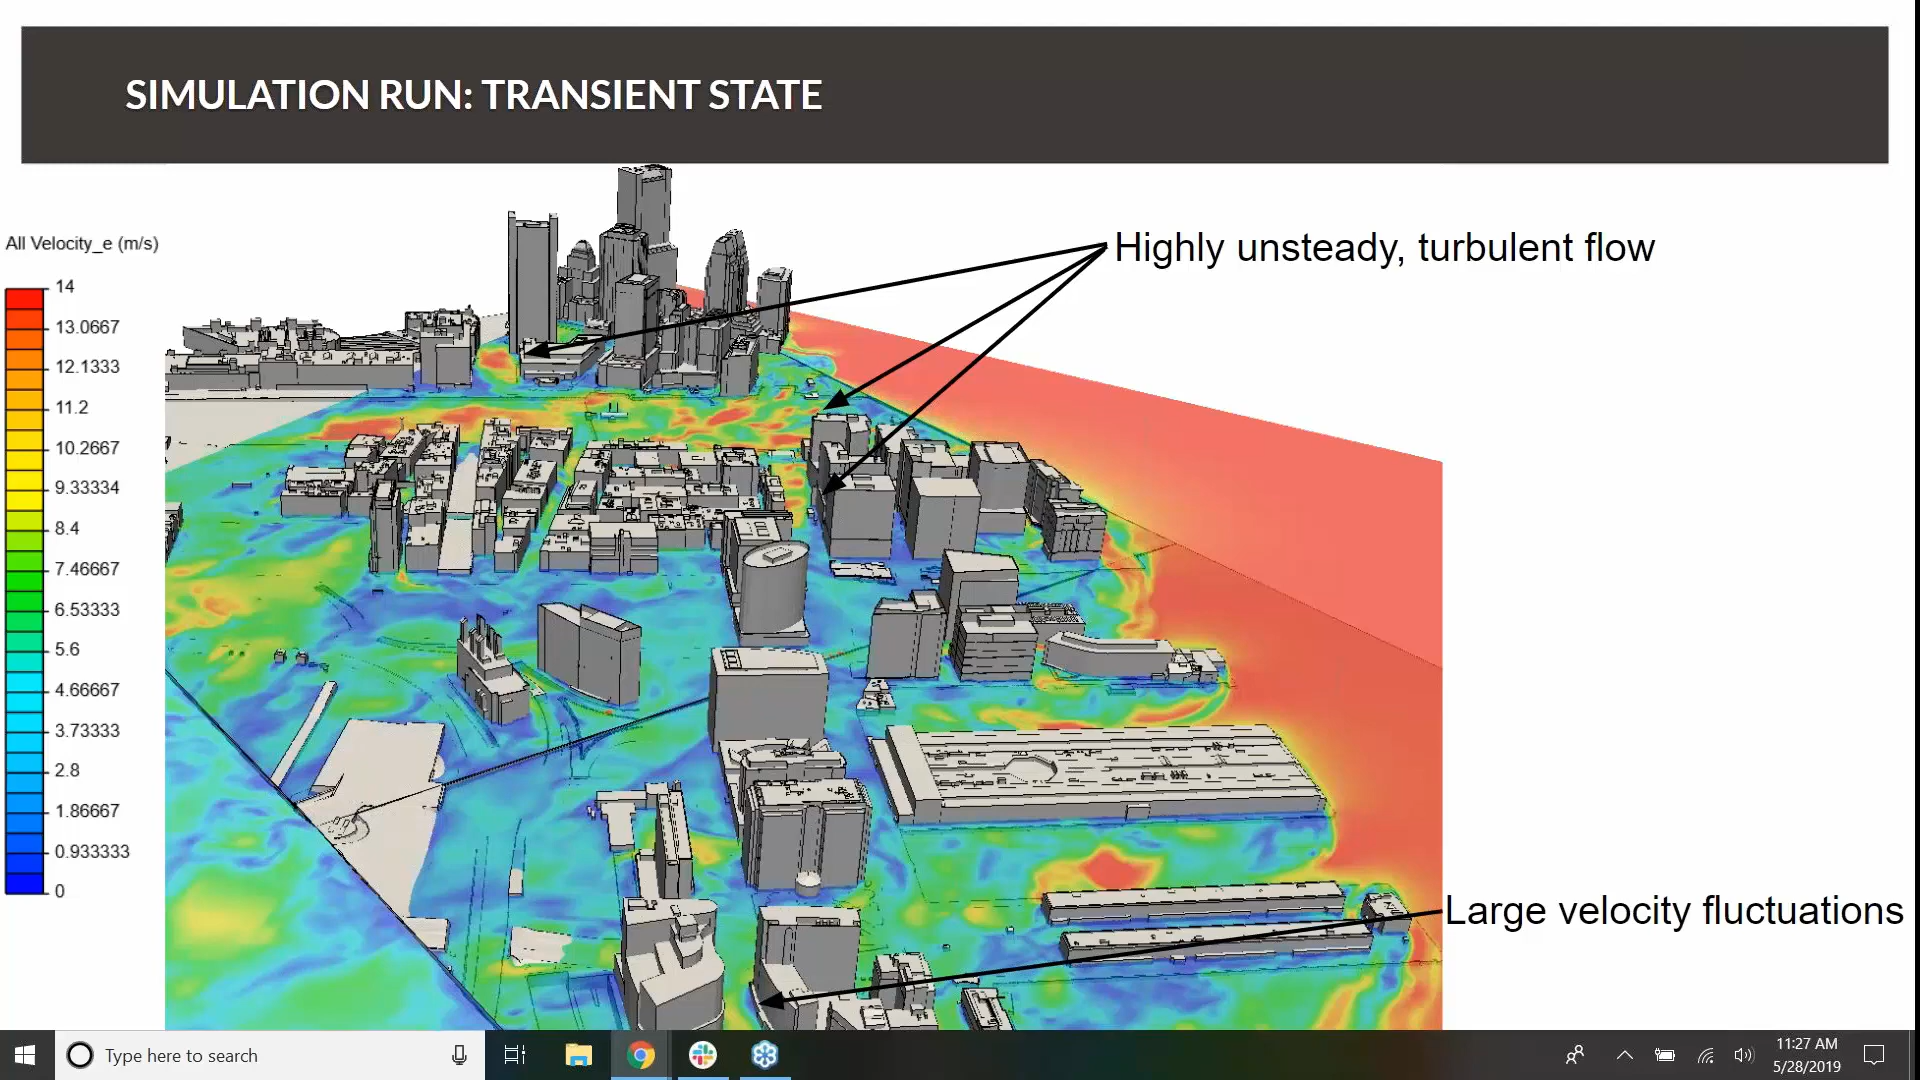 SIMULATION RUN: TRANSIENT STATE
All Velocity_e (m/s)
14
13.0667
12.1333
11.2
10.2667
9.33334
8.4
7.46667
6.53333
5.6
4.66667
3.73333
2.8
1.86667
0.933333
0
Highly unsteady, turbulent flow
Large velocity fluctuations
Type here to search
11:27 AM
5/28/2019